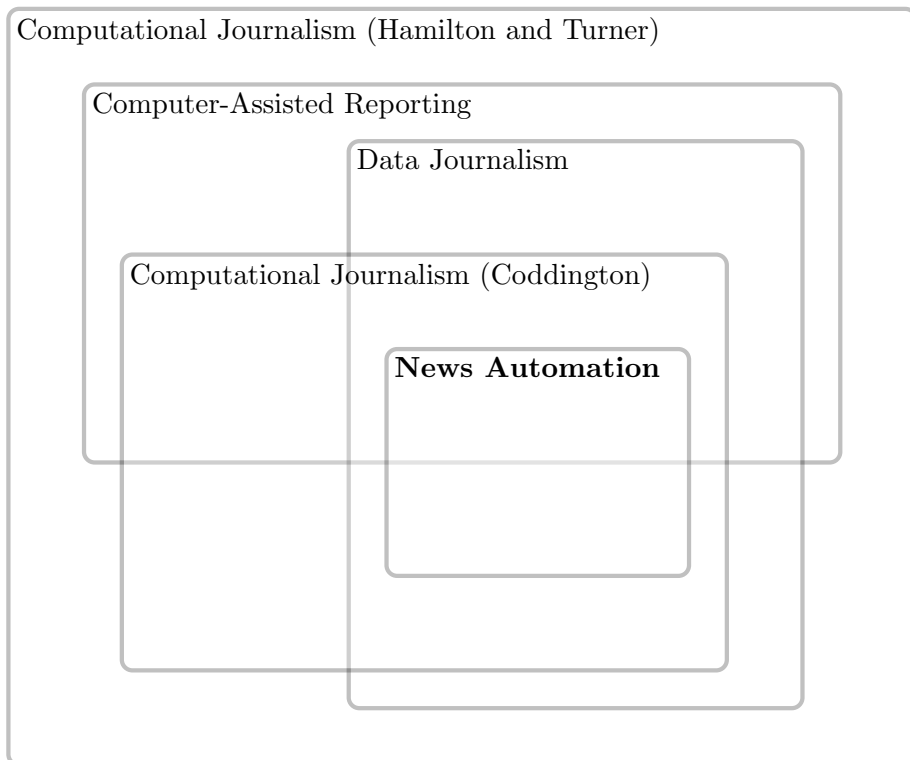 Computational Journalism (Hamilton and Turner)
Computer-Assisted Reporting
Data Journalism
Computational Journalism (Coddington)
News Automation